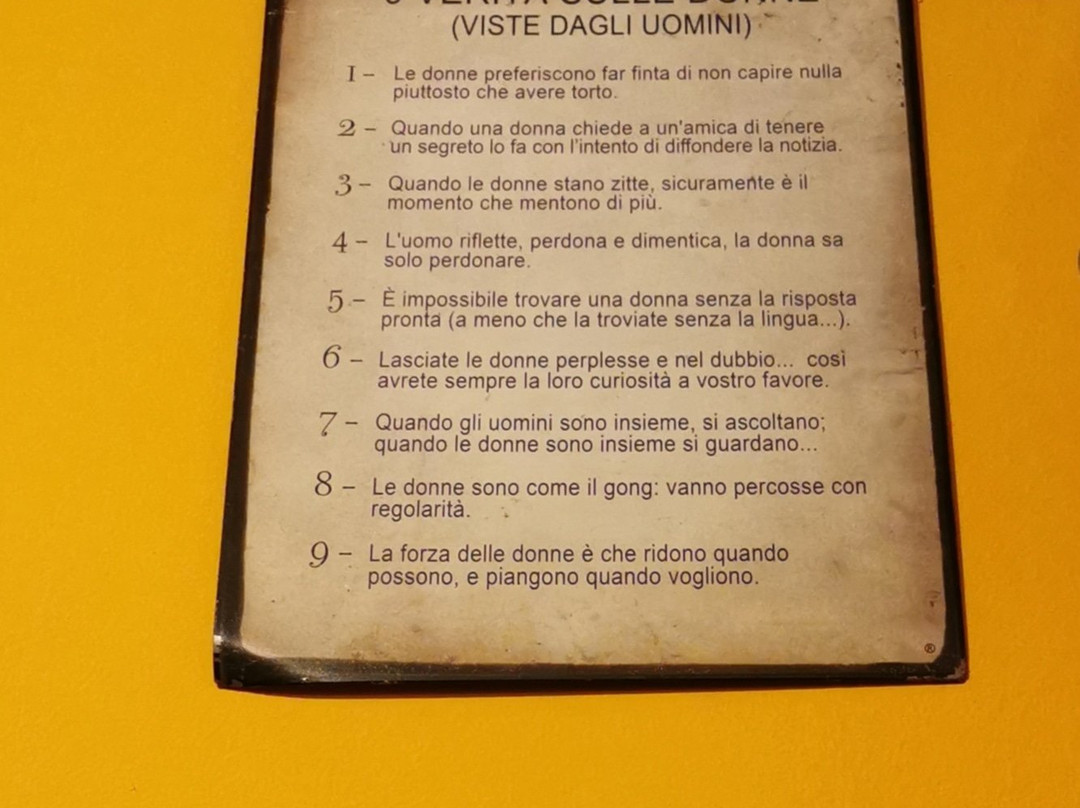 9 VERITÀ SULLE DONNE
(VISTE DAGLI UOMINI)
1 - Le donne preferiscono far finta di non capire nulla
piuttosto che avere torto.
2 - Quando una donna chiede a un'amica di tenere
un segreto lo fa con l'intento di diffondere la notizia.
3 - Quando le donne stano zitte, sicuramente è il
momento che mentono di più.
4 - L'uomo riflette, perdona e dimentica, la donna sa
solo perdonare.
5 - È impossibile trovare una donna senza la risposta
pronta (a meno che la troviate senza la lingua...).
6 - Lasciate le donne perplesse e nel dubbio... così
avrete sempre la loro curiosità a vostro favore.
7 - Quando gli uomini sono insieme, si ascoltano;
quando le donne sono insieme si guardano...
8 - Le donne sono come il gong: vanno percosse con
regolarità.
9 - La forza delle donne è che ridono quando
possono, e piangono quando vogliono.
®